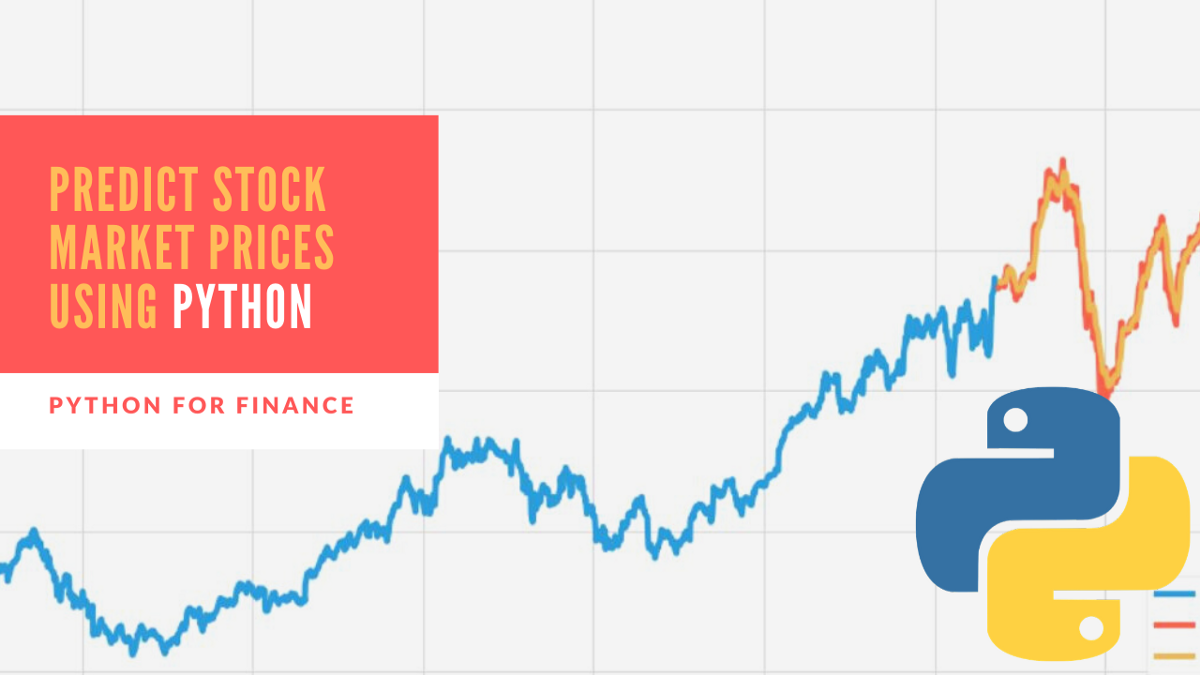 PREDICT STOCK
MARKET PRICES
USING PYTHON
PYTHON FOR FINANCE